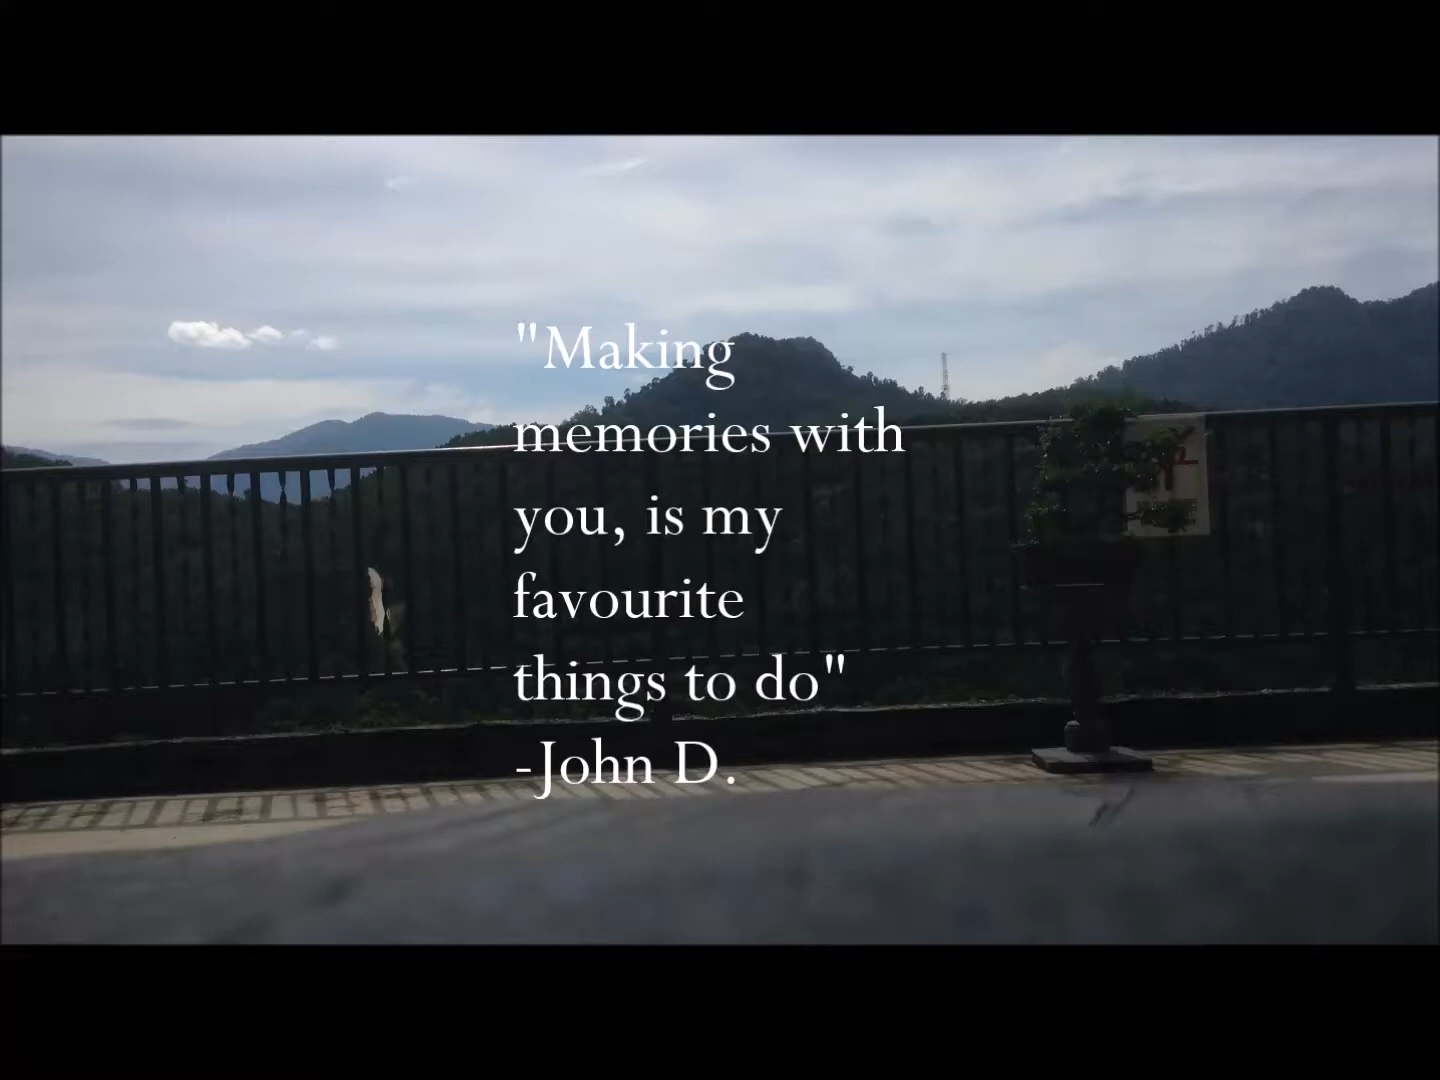 "Making
memories with
you, is my
favourite
things to do"
-John D.